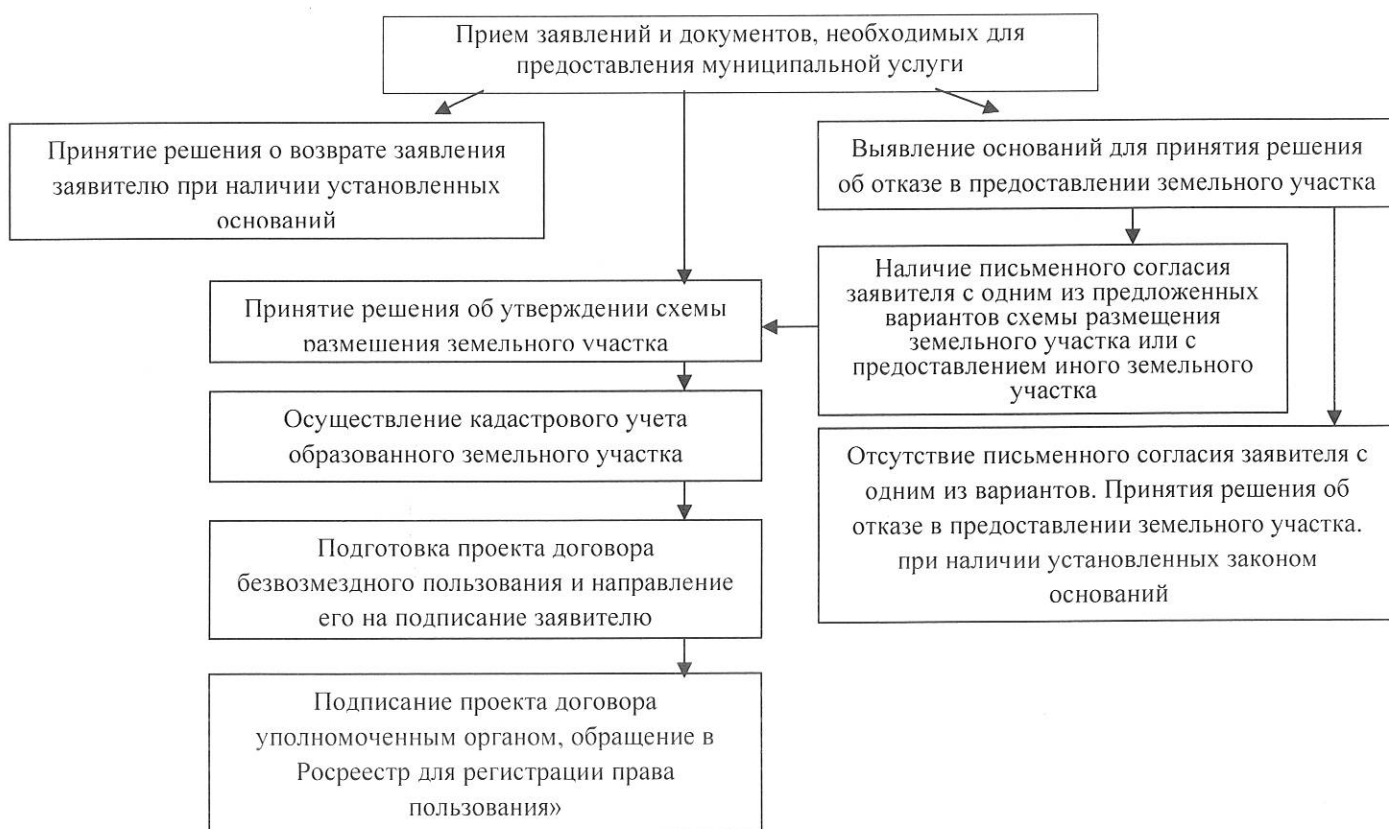 Прием заявлений и документов, необходимых для
предоставления муниципальной услуги
Принятие решения о возврате заявления
заявителю при наличии установленных
оснований
Выявление оснований для принятия решения
об отказе в предоставлении земельного участка
Наличие письменного согласия
заявителя с одним из предложенных
вариантов схемы размещения
земельного участка или с
предоставлением иного земельного
участка
Принятие решения об утверждении схемы
размещения земельного участка
Осуществление кадастрового учета
образованного земельного участка
Отсутствие письменного согласия заявителя с
одним из вариантов. Принятия решения об
отказе в предоставлении земельного участка.
при наличии установленных законом
оснований
Подготовка проекта договора
безвозмездного пользования и направление
его на подписание заявителю
Подписание проекта договора
уполномоченным органом, обращение в
Росреестр для регистрации права
пользования»